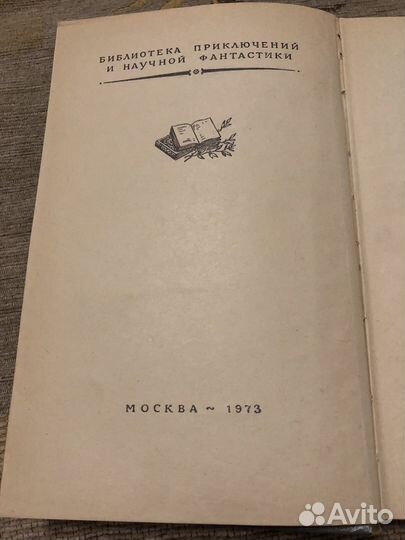 БИБЛИОТЕКА ПРИКЛЮЧЕНИЙ
И НАУЧНОЙ ФАНТАСТИКИ
МОСКВА ~ 1973
Avito